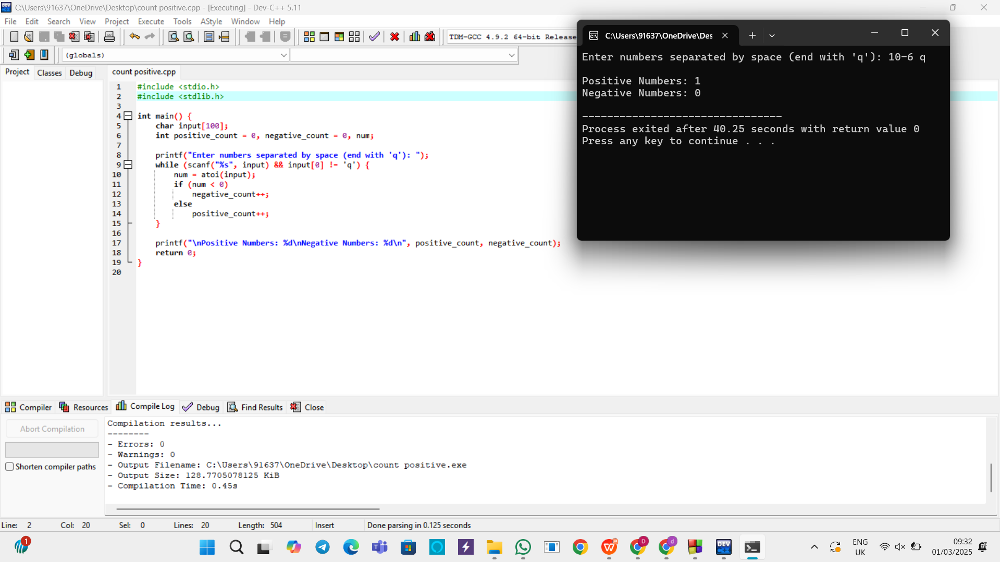 C:\Users\91637\OneDrive\Desktop\count positive.cpp - [Executing] - Dev-C++ 5.11
File Edit Search View Project Execute Tools AStyle Window Help
TDM-GCC 4.9.2 64-bit Release
(globals)
Project Classes Debug
count positive.cpp
1 #include <stdio.h>
2 #include <stdlib.h>
3
4 int main() {
5 char input[100];
6 int positive_count = 0, negative_count = 0, num;
7
8 printf("Enter numbers separated by space (end with 'q'): ");
9 while (scanf("%s", input) && input[0] != 'q') {
10 num = atoi(input);
11 if (num < 0)
12 negative_count++;
13 else
14 positive_count++;
15 }
16
17 printf("\nPositive Numbers: %d\nNegative Numbers: %d\n", positive_count, negative_count);
18 return 0;
19 }
20
C:\Users\91637\OneDrive\Des
Enter numbers separated by space (end with 'q'): 10-6 q
Positive Numbers: 1
Negative Numbers: 0
--------------------------------
Process exited after 40.25 seconds with return value 0
Press any key to continue . . .
Compiler Resources Compile Log Debug Find Results Close
Abort Compilation
Shorten compiler paths
Compilation results...
--------
- Errors: 0
- Warnings: 0
- Output Filename: C:\Users\91637\OneDrive\Desktop\count positive.exe
- Output Size: 128.7705078125 KiB
- Compilation Time: 0.45s
Line: 2 Col: 20 Sel: 0 Lines: 20 Length: 504 Insert Done parsing in 0.125 seconds
1
DEV
D
d
ENG
UK
09:32
01/03/2025